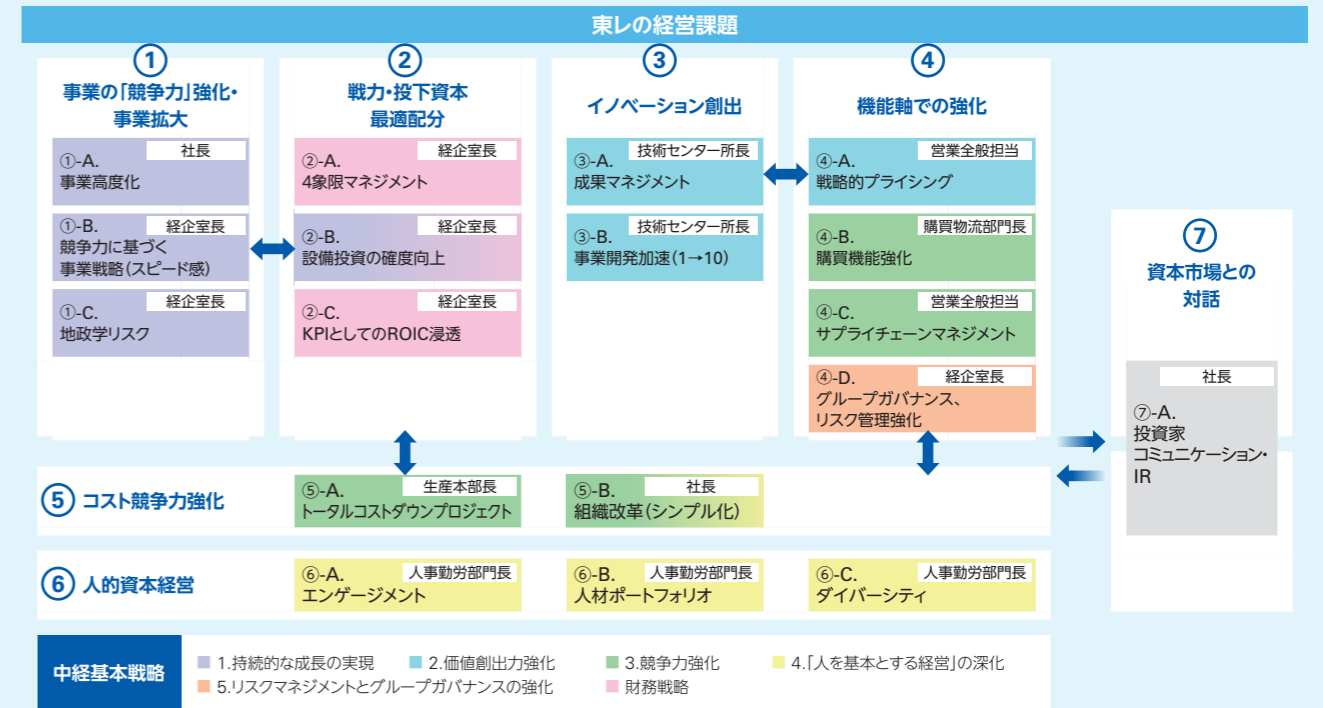 東レの経営課題
①
事業の「競争力」強化・
事業拡大
①-A.
社長
事業高度化
①-B.
経企室長
競争力に基づく
事業戦略(スピード感)
①-C.
経企室長
地政学リスク
②
戦力・投下資本
最適配分
②-A.
経企室長
4象限マネジメント
②-B.
経企室長
設備投資の確度向上
②-C.
経企室長
KPIとしてのROIC浸透
③
イノベーション創出
③-A.
技術センター所長
成果マネジメント
③-B.
技術センター所長
事業開発加速(1→10)
④
機能軸での強化
④-A.
営業全般担当
戦略的プライシング
④-B.
購買物流部門長
購買機能強化
④-C.
営業全般担当
サプライチェーンマネジメント
④-D.
経企室長
グループガバナンス、
リスク管理強化
⑤ コスト競争力強化
⑤-A.
生産本部長
トータルコストダウンプロジェクト
⑤-B.
社長
組織改革(シンプル化)
⑥ 人的資本経営
⑥-A.
人事勤労部門長
エンゲージメント
⑥-B.
人事勤労部門長
人材ポートフォリオ
⑥-C.
人事勤労部門長
ダイバーシティ
⑦
資本市場との
対話
社長
⑦-A.
投資家
コミュニケーション・
IR
中経基本戦略
1.持続的な成長の実現
2.価値創出力強化
3.競争力強化
4.「人を基本とする経営」の深化
5.リスクマネジメントとグループガバナンスの強化
財務戦略